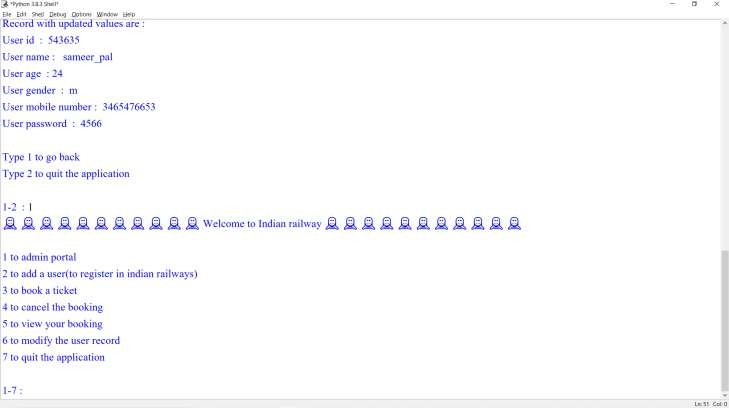 *Python 3.8.3 Shell*
File Edit Shell Debug Options Window Help
Record with updated values are :
User id : 543635
User name : sameer_pal
User age : 24
User gender : m
User mobile number : 3465476653
User password : 4566
Type 1 to go back
Type 2 to quit the application
1-2 : 1
Welcome to Indian railway
1 to admin portal
2 to add a user(to register in indian railways)
3 to book a ticket
4 to cancel the booking
5 to view your booking
6 to modify the user record
7 to quit the application
1-7 :
Ln: 51 Col: 0